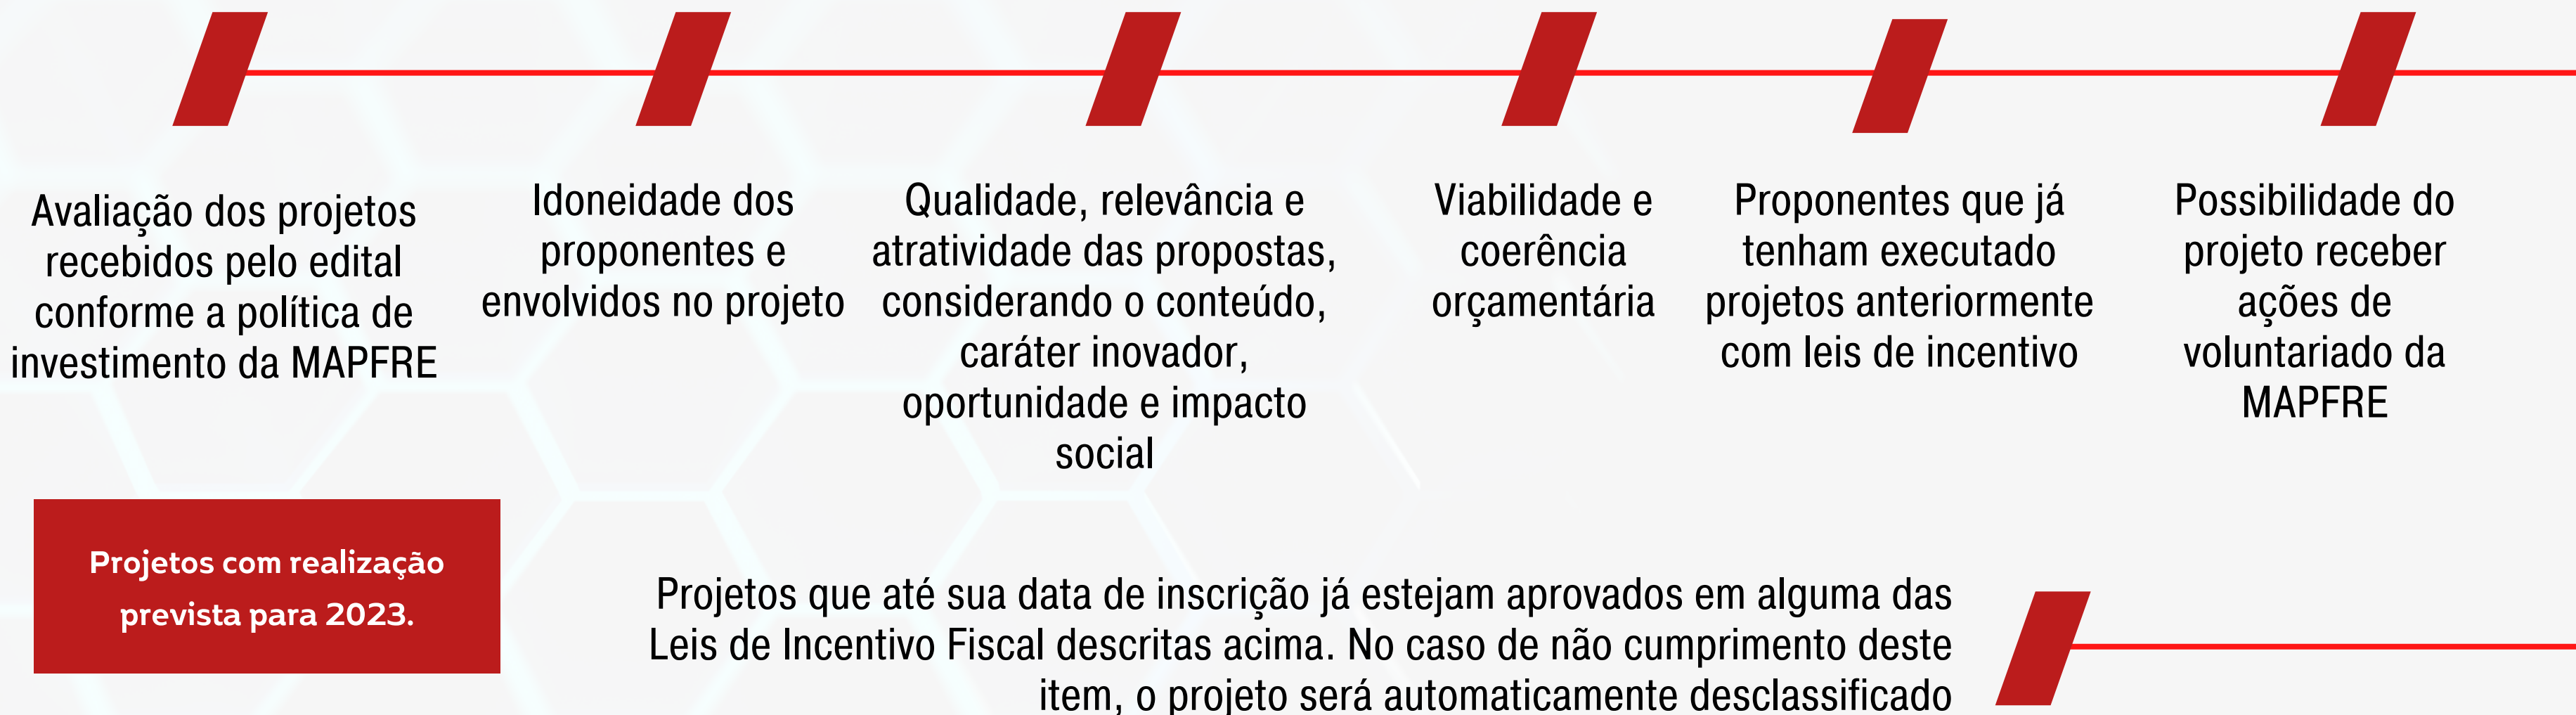 Avaliação dos projetos
recebidos pelo edital
conforme a política de
investimento da MAPFRE
Idoneidade dos
proponentes e
envolvidos no projeto
Qualidade, relevância e
atratividade das propostas,
considerando o conteúdo,
caráter inovador,
oportunidade e impacto
social
Viabilidade e
coerência
orçamentária
Proponentes que já
tenham executado
projetos anteriormente
com leis de incentivo
Possibilidade do
projeto receber
ações de
voluntariado da
MAPFRE
Projetos com realização
prevista para 2023.
Projetos que até sua data de inscrição já estejam aprovados em alguma das
Leis de Incentivo Fiscal descritas acima. No caso de não cumprimento deste
item, o projeto será automaticamente desclassificado